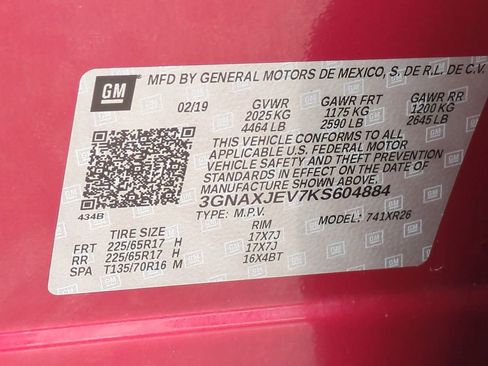 GM
MFD BY GENERAL MOTORS DE MEXICO, S. DE R.L. DE C.V.
02/19 GVWR GAWR FRT GAWR RR
2025 KG 1175 KG 1200 KG
4464 LB 2590 LB 2645 LB
THIS VEHICLE CONFORMS TO ALL
APPLICABLE U.S. FEDERAL MOTOR
VEHICLE SAFETY AND THEFT PREVENTION
STANDARDS IN EFFECT ON THE DATE OF
MANUFACTURE SHOWN ABOVE.
3GNAXJEV7KS604884
434B TYPE: M.P.V. MODEL: 741XR26
TIRE SIZE RIM
FRT 225/65R17 H 17X7J
RR 225/65R17 H 17X7J
SPA T135/70R16 M 16X4BT